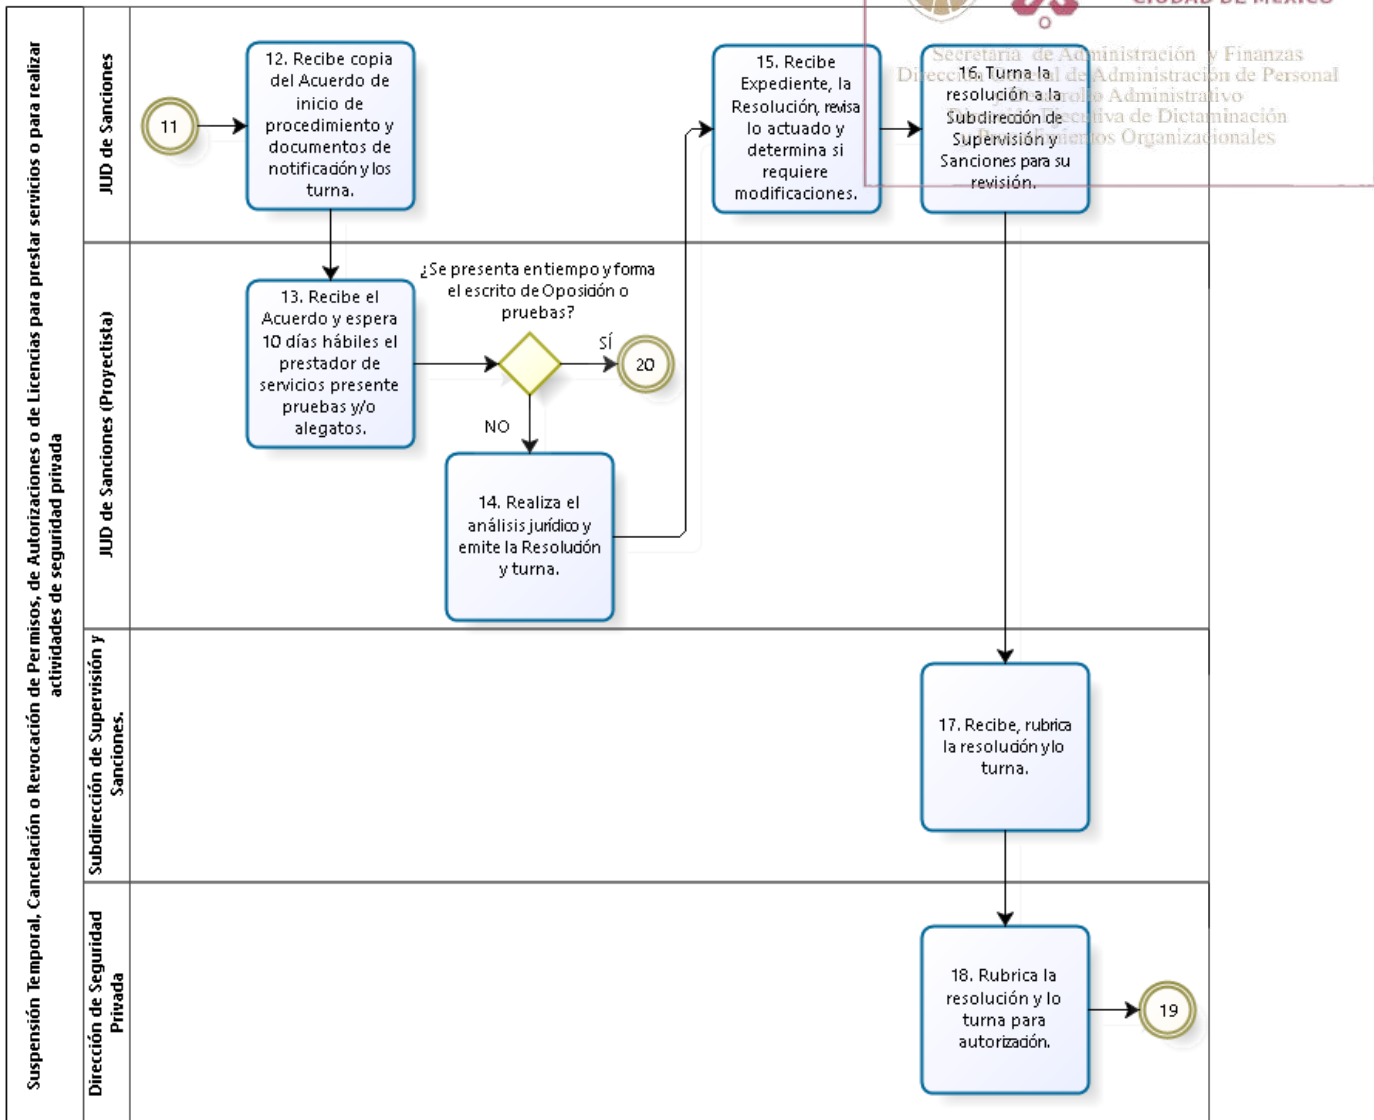 Suspensión Temporal, Cancelación o Revocación de Permisos, de Autorizaciones o de Licencias para prestar servicios o para realizar
actividades de seguridad privada
JUD de Sanciones
11
12. Recibe copia
del Acuerdo de
inicio de
procedimiento y
documentos de
notificación y los
turna.
15. Recibe
Expediente, la
Resolución, revisa
lo actuado y
determina si
requiere
modificaciones.
16. Turna la
resolución a la
Subdirección de
Supervisión y
Sanciones para su
revisión.
CIUDAD DE MÉXICO
Secretaría de Administración y Finanzas
Dirección General de Administración de Personal
y Desarrollo Administrativo
Dirección Ejecutiva de Dictaminación
y Procedimientos Organizacionales
JUD de Sanciones (Proyectista)
13. Recibe el
Acuerdo y espera
10 días hábiles el
prestador de
servicios presente
pruebas y/o
alegatos.
¿Se presenta en tiempo y forma
el escrito de Oposición o
pruebas?
SÍ
20
NO
14. Realiza el
análisis jurídico y
emite la Resolución
y turna.
Subdirección de Supervisión y
Sanciones.
17. Recibe, rubrica
la resolución y lo
turna.
Dirección de Seguridad
Privada
18. Rubrica la
resolución y lo
turna para
autorización.
19